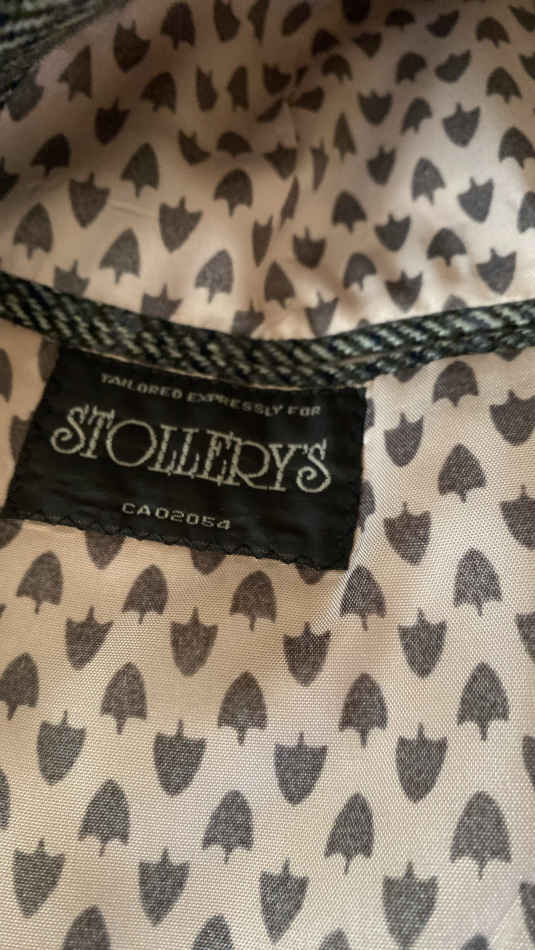 TAILORED EXPRESSLY FOR
STOLLERY'S
CA02054